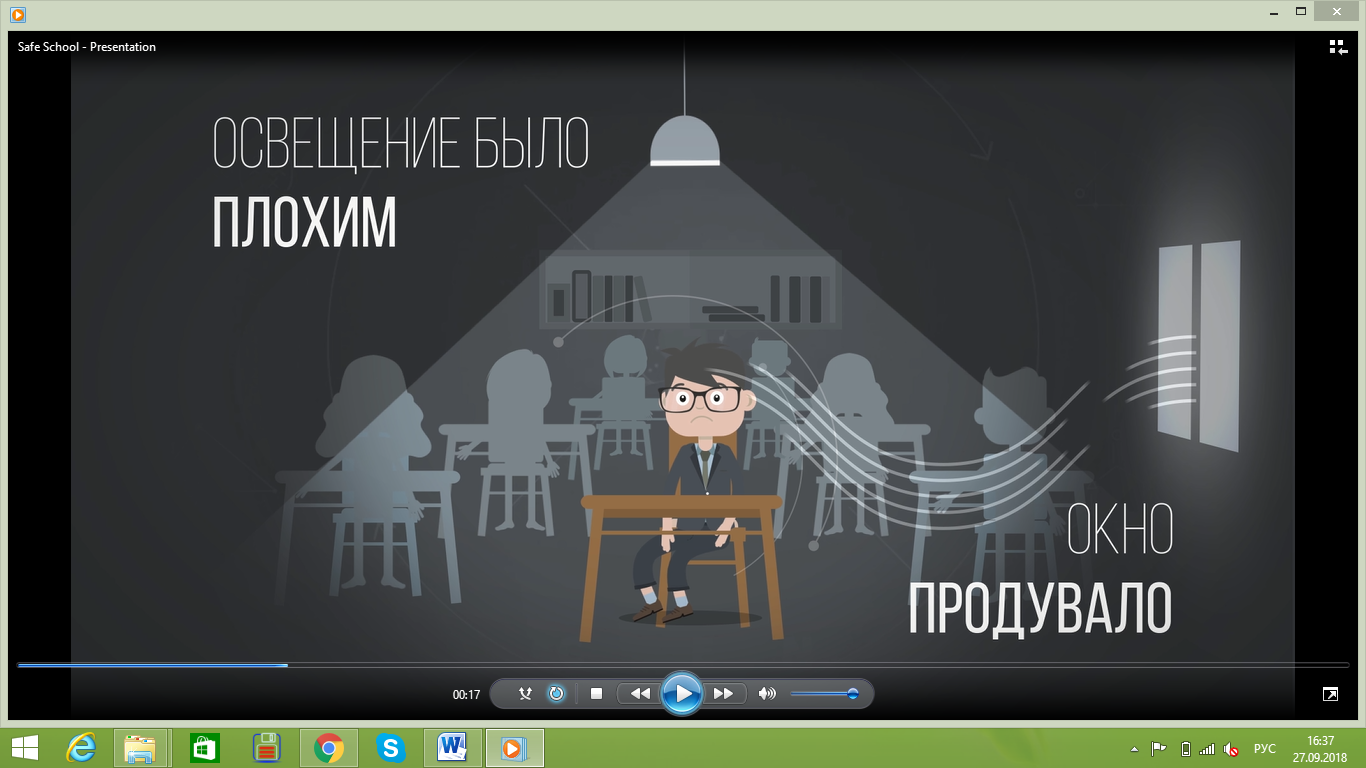 Safe School - Presentation
ОСВЕЩЕНИЕ БЫЛО
ПЛОХИМ
ОКНО
ПРОДУВАЛО
00:17
РУС
16:37
27.09.2018